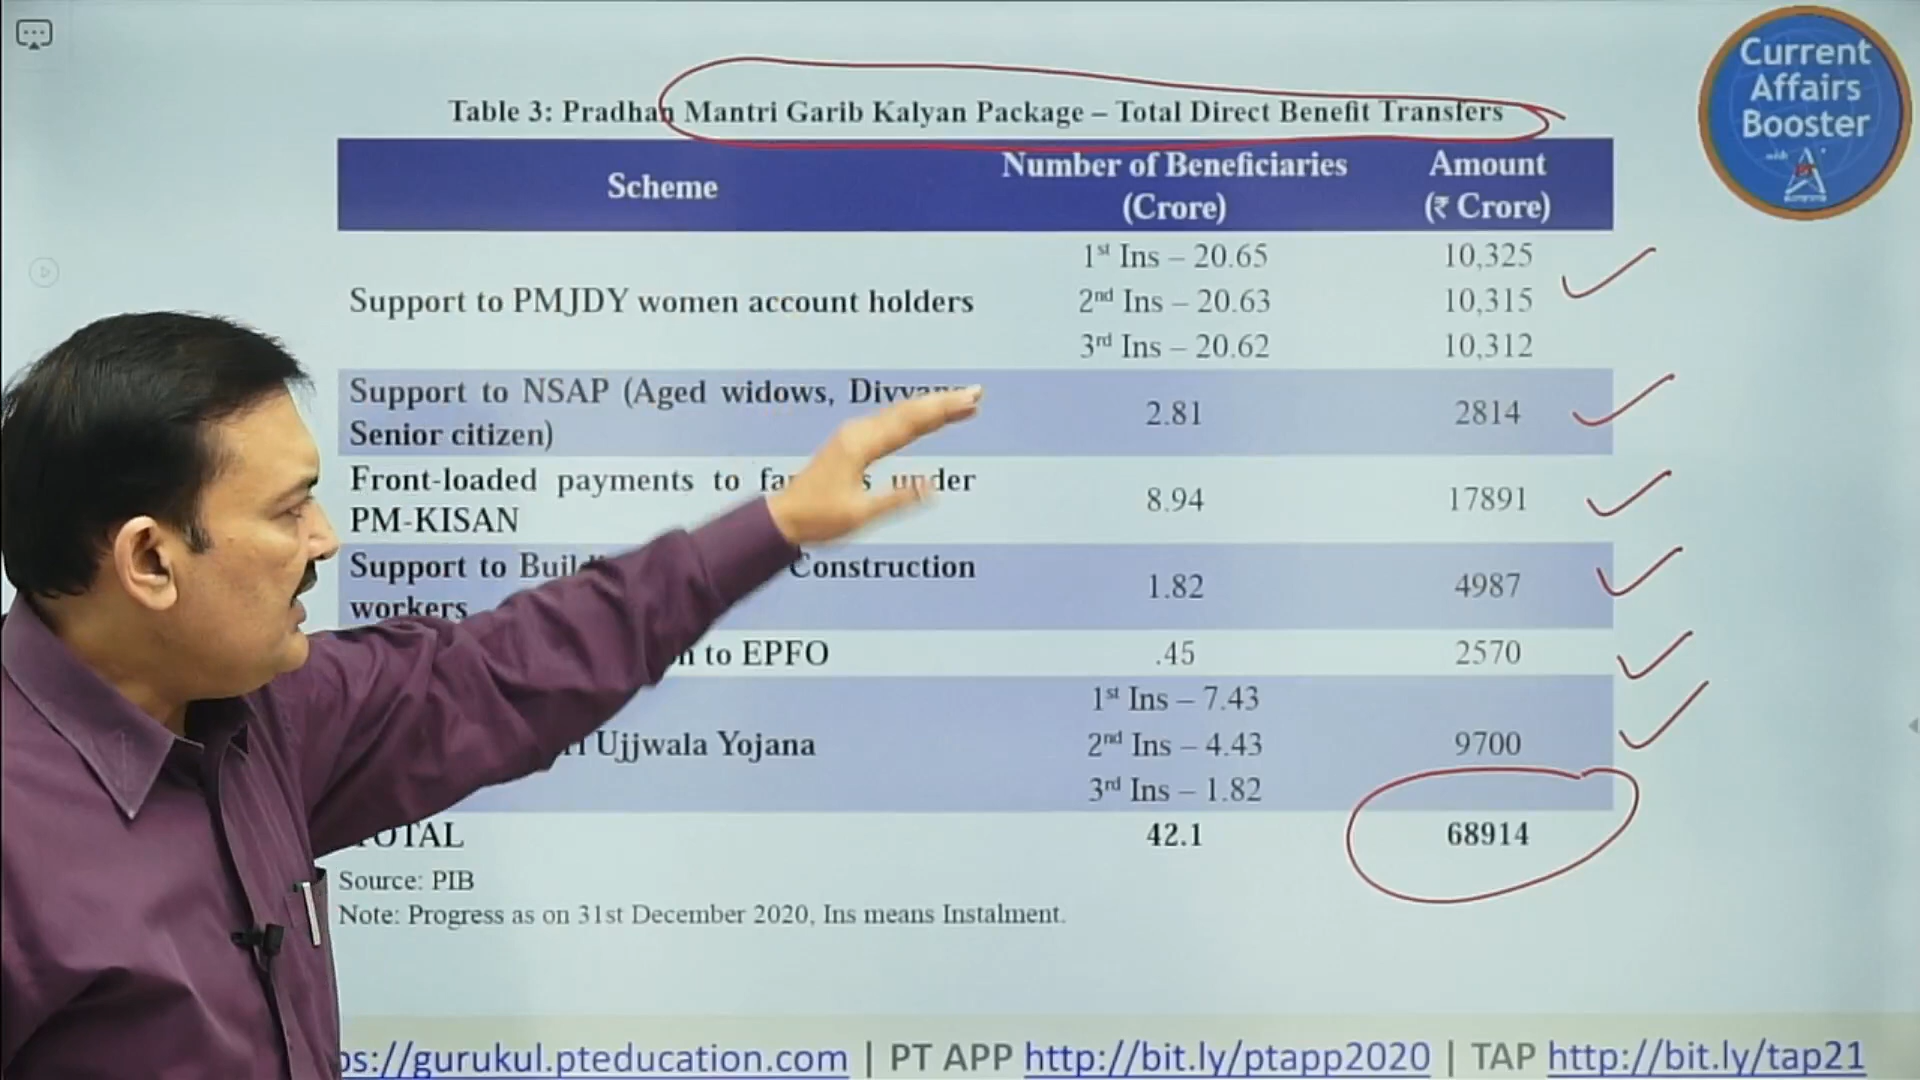 Current
Affairs
Booster
with
Table 3: Pradhan Mantri Garib Kalyan Package – Total Direct Benefit Transfers
Scheme
Number of Beneficiaries
(Crore)
Amount
(₹ Crore)
Support to PMJDY women account holders
1st Ins – 20.65
10,325
2nd Ins – 20.63
10,315
3rd Ins – 20.62
10,312
Support to NSAP (Aged widows,
Senior citizen)
2.81
2814
Front-loaded payments to under
PM-KISAN
8.94
17891
Support to Construction
workers
1.82
4987
to EPFO
.45
2570
Ujjwala Yojana
1st Ins – 7.43
2nd Ins – 4.43
3rd Ins – 1.82
9700
TOTAL
42.1
68914
Source: PIB
Note: Progress as on 31st December 2020, Ins means Instalment.
ps://gurukul.pteducation.com | PT APP http://bit.ly/ptapp2020 | TAP http://bit.ly/tap21